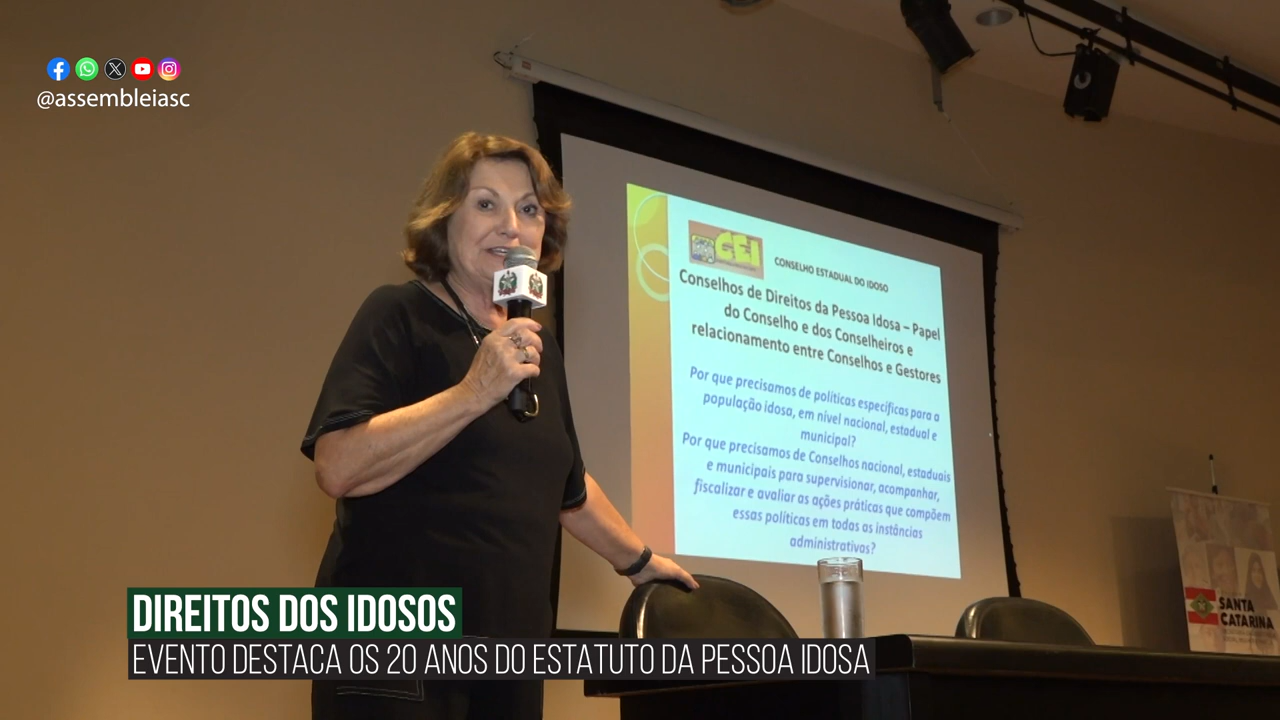 @assembleiasc
CEI
CONSELHO ESTADUAL DO IDOSO
Conselhos de Direitos da Pessoa Idosa – Papel
do Conselho e dos Conselheiros e
relacionamento entre Conselhos e Gestores
Por que precisamos de políticas específicas para a
população idosa, em nível nacional, estadual e
municipal?
Por que precisamos de Conselhos nacional, estaduais
e municipais para supervisionar, acompanhar,
fiscalizar e avaliar as ações práticas que compõem
essas políticas em todas as instâncias
administrativas?
SANTA
CATARINA
DIREITOS DOS IDOSOS
EVENTO DESTACA OS 20 ANOS DO ESTATUTO DA PESSOA IDOSA